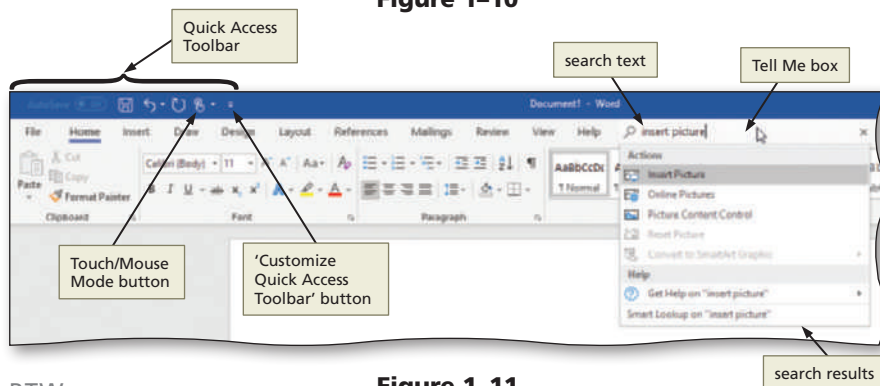 Figure 1–10
Quick Access
Toolbar
search text
Tell Me box
AutoSave
Document1 - Word
File Home Insert Draw Design Layout References Mailings Review View Help insert picture
Cut
Copy
Paste
Format Painter
Calibri (Body) 11 Aa
B I U ab x x A A
AaBbCcDc
1 Normal
Clipboard Font Paragraph
Actions
Insert Picture
Online Pictures
Picture Content Control
Reset Picture
Convert to SmartArt Graphic
Help
Get Help on "insert picture"
Smart Lookup on "insert picture"
Touch/Mouse
Mode button
'Customize
Quick Access
Toolbar' button
search results
Figure 1–11